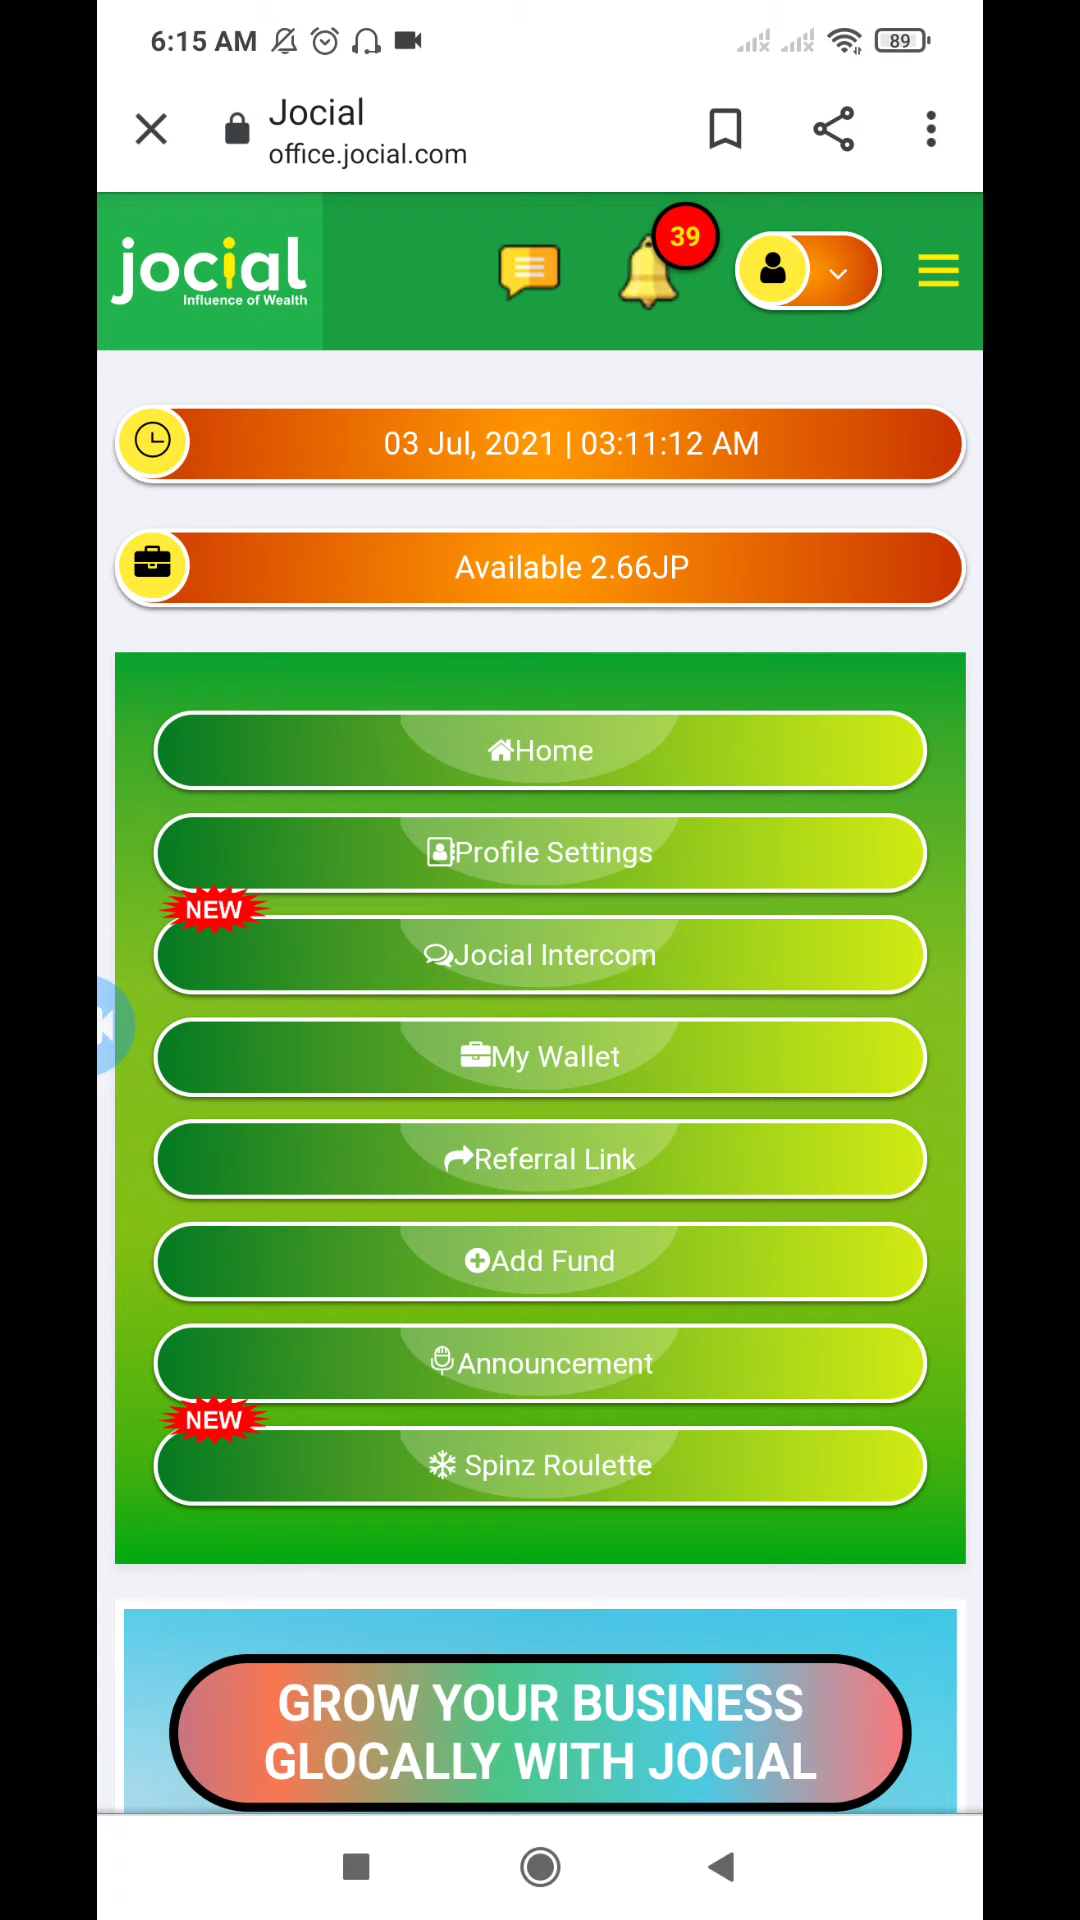 6:15 AM
89
Jocial
office.jocial.com
jocial
Influence of Wealth
39
03 Jul, 2021 | 03:11:12 AM
Available 2.66JP
Home
Profile Settings
NEW
Jocial Intercom
My Wallet
Referral Link
Add Fund
Announcement
NEW
Spinz Roulette
GROW YOUR BUSINESS
GLOCALLY WITH JOCIAL